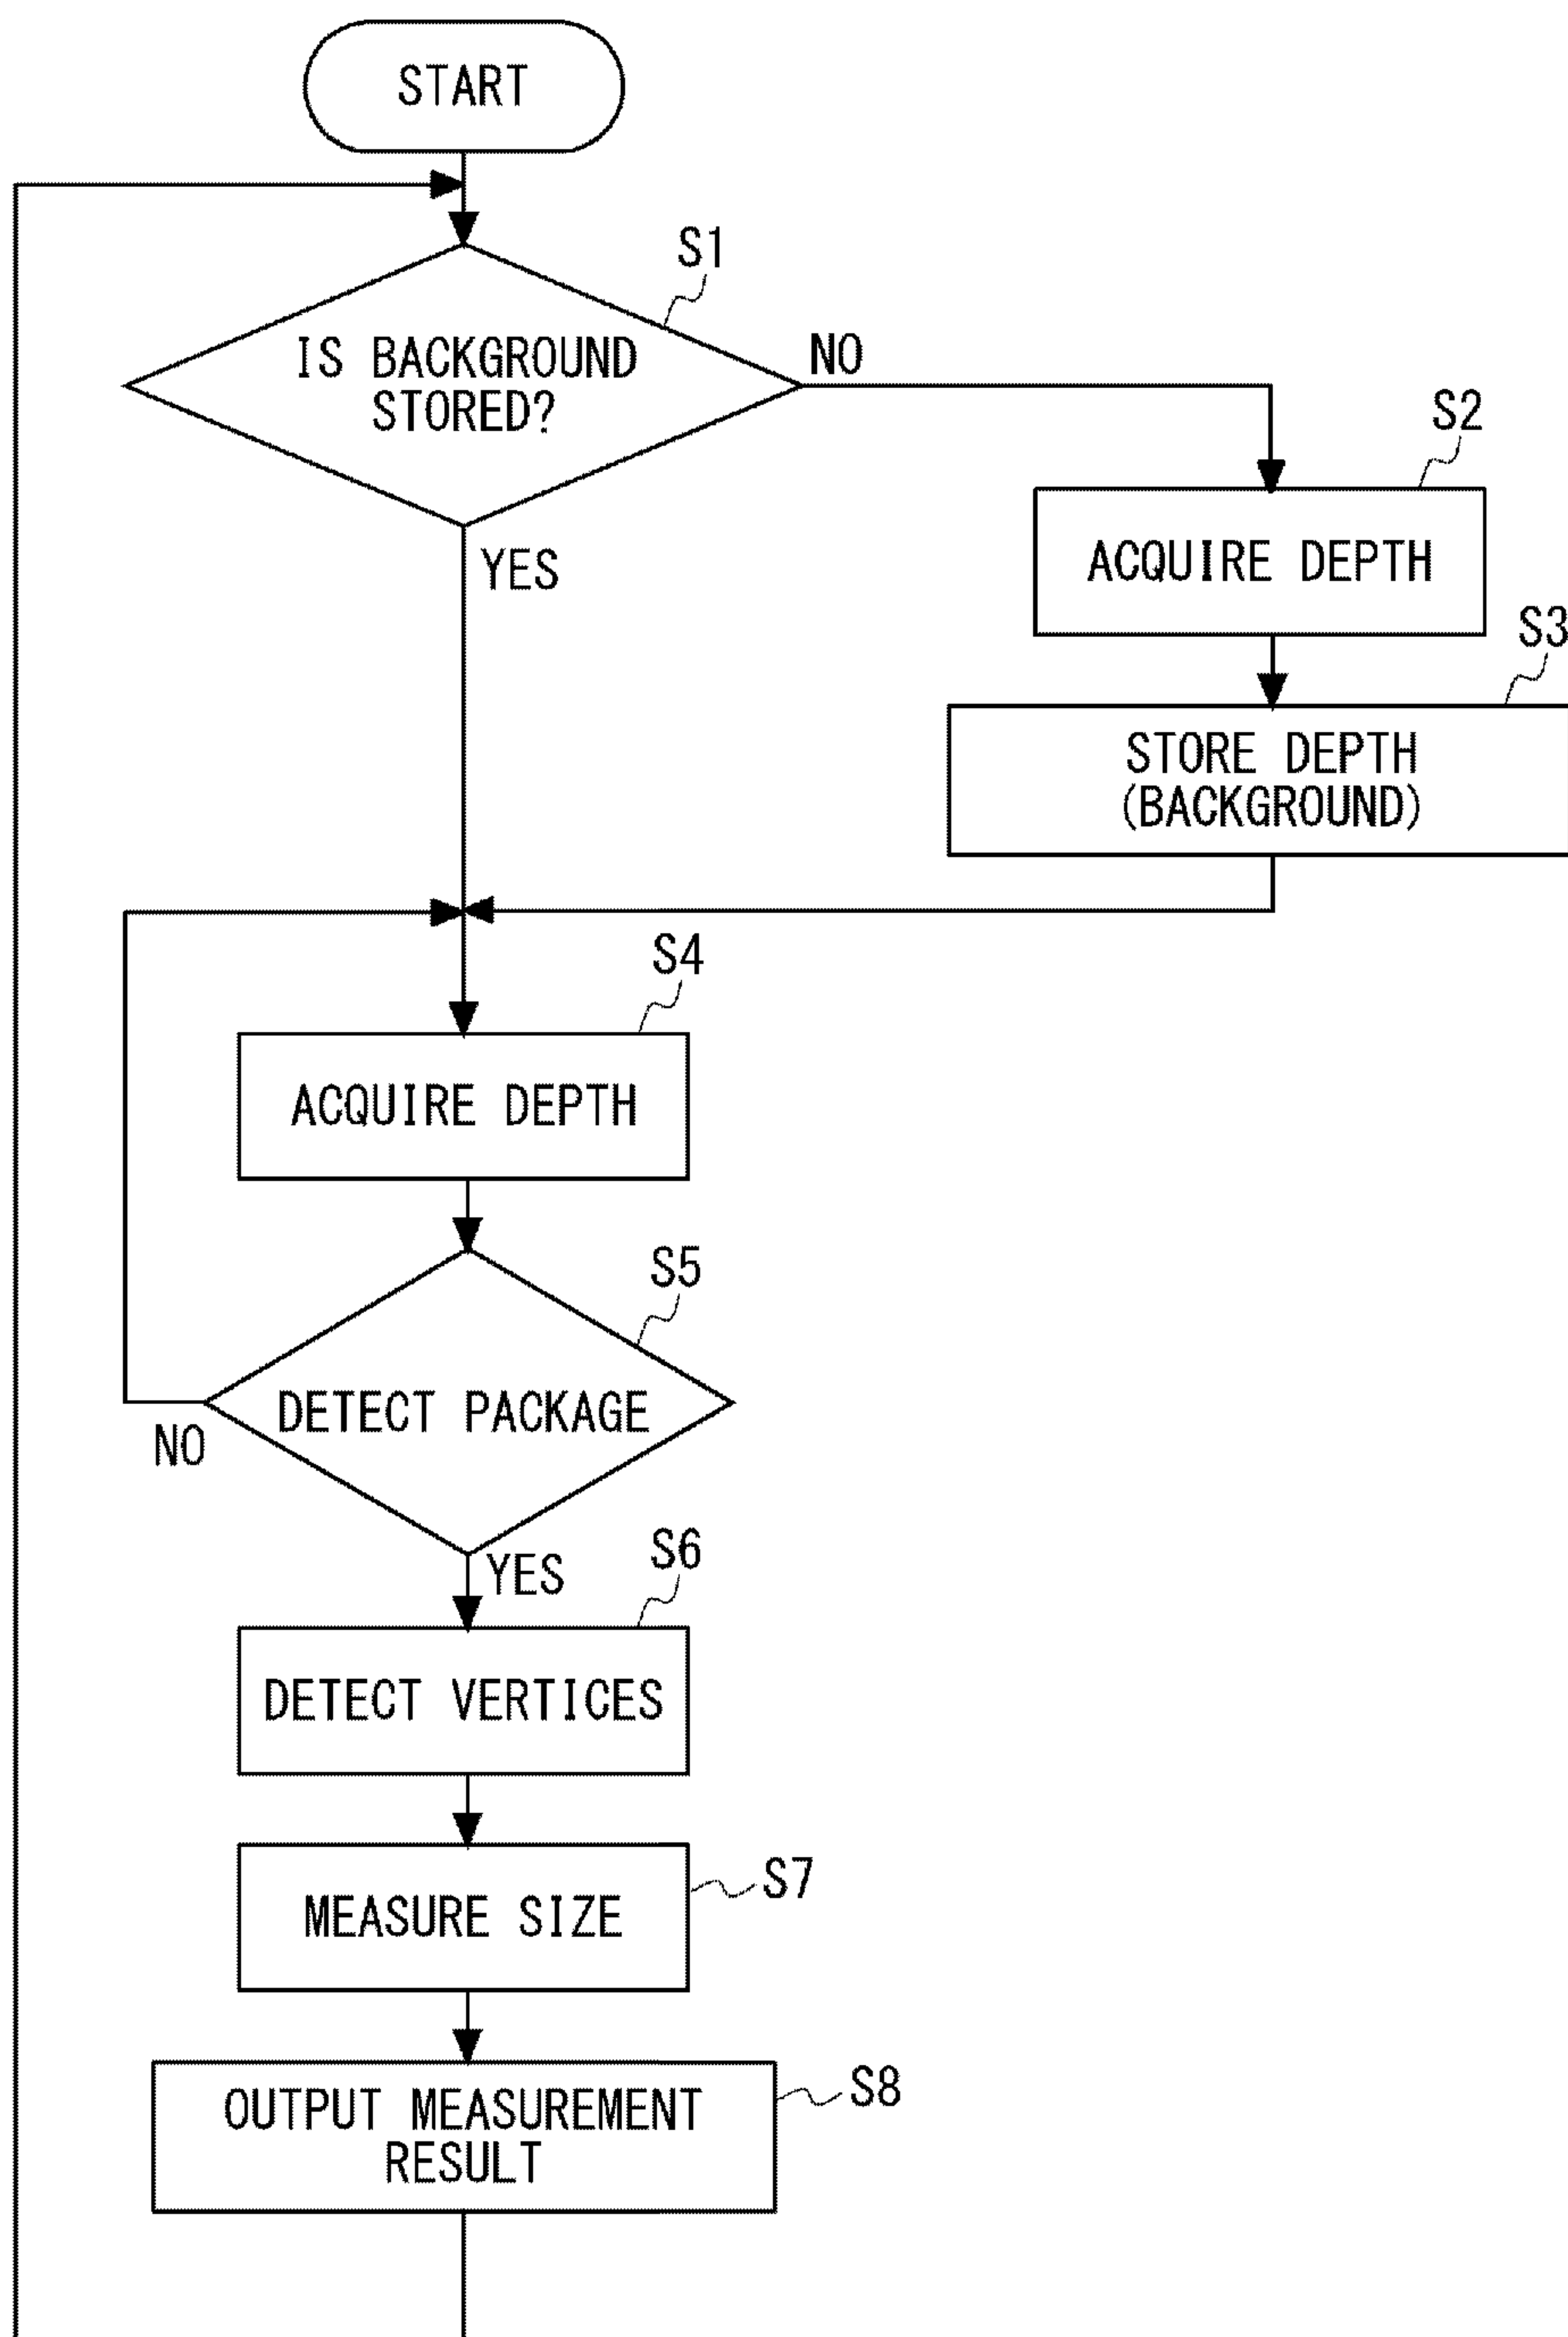 START
S1
IS BACKGROUND
STORED?
NO
YES
S2
ACQUIRE DEPTH
S3
STORE DEPTH
(BACKGROUND)
S4
ACQUIRE DEPTH
S5
DETECT PACKAGE
NO
YES
S6
DETECT VERTICES
S7
MEASURE SIZE
S8
OUTPUT MEASUREMENT
RESULT